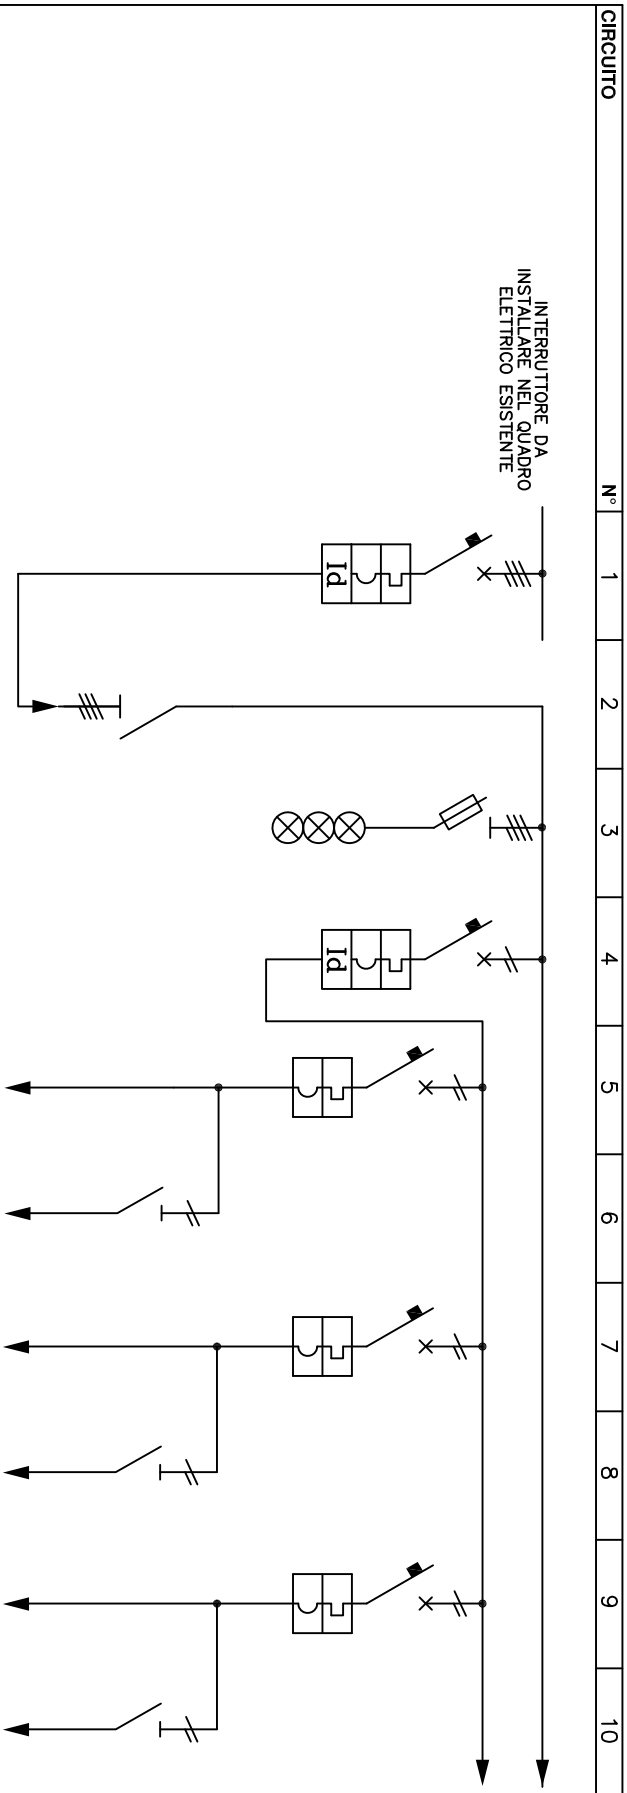 CIRCUITO N° 1 2 3 4 5 6 7 8 9 10
INTERRUTTORE DA
INSTALLARE NEL QUADRO
ELETTRICO ESISTENTE
Id
Id